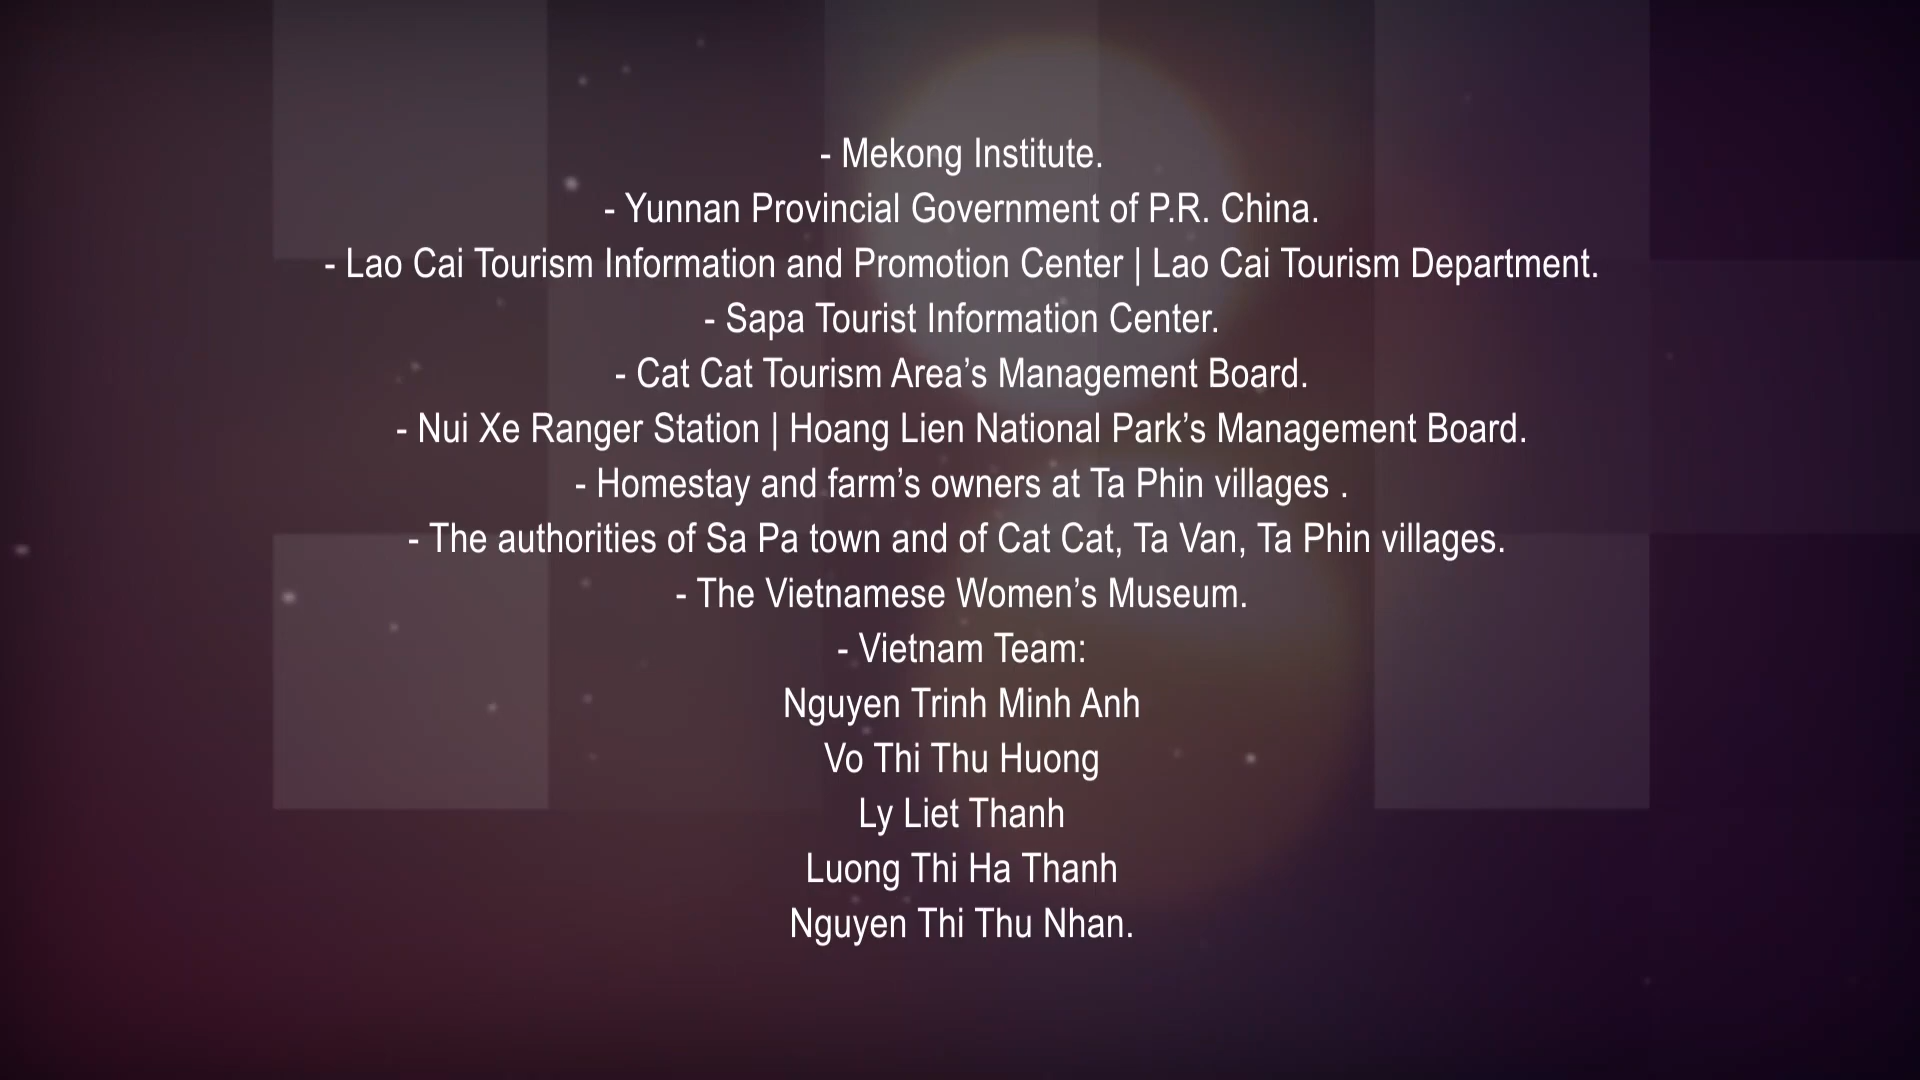 - Mekong Institute.
- Yunnan Provincial Government of P.R. China.
- Lao Cai Tourism Information and Promotion Center | Lao Cai Tourism Department.
- Sapa Tourist Information Center.
- Cat Cat Tourism Area’s Management Board.
- Nui Xe Ranger Station | Hoang Lien National Park’s Management Board.
- Homestay and farm’s owners at Ta Phin villages .
- The authorities of Sa Pa town and of Cat Cat, Ta Van, Ta Phin villages.
- The Vietnamese Women’s Museum.
- Vietnam Team:
Nguyen Trinh Minh Anh
Vo Thi Thu Huong
Ly Liet Thanh
Luong Thi Ha Thanh
Nguyen Thi Thu Nhan.